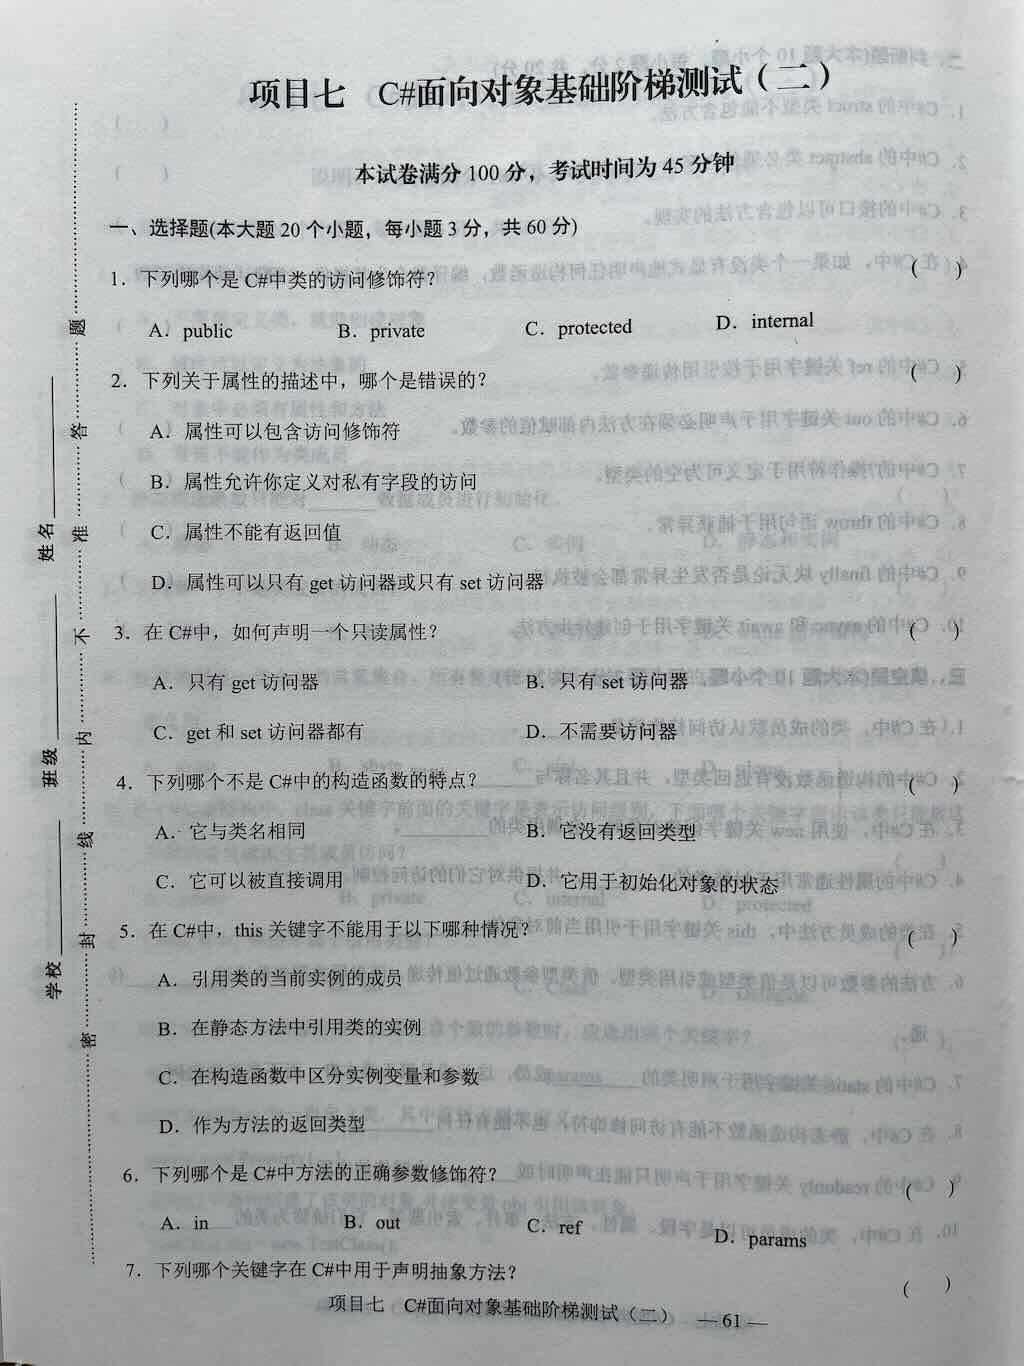 项目七 C#面向对象基础阶梯测试（二）
本试卷满分 100 分，考试时间为 45 分钟
一、选择题(本大题 20 个小题，每小题 3 分，共 60 分)
1．下列哪个是 C#中类的访问修饰符？ ( )
A．public B．private C．protected D．internal
2．下列关于属性的描述中，哪个是错误的？ ( )
A．属性可以包含访问修饰符
B．属性允许你定义对私有字段的访问
C．属性不能有返回值
D．属性可以只有 get 访问器或只有 set 访问器
3．在 C#中，如何声明一个只读属性？ ( )
A．只有 get 访问器 B．只有 set 访问器
C．get 和 set 访问器都有 D．不需要访问器
4．下列哪个不是 C#中的构造函数的特点？ ( )
A．它与类名相同 B．它没有返回类型
C．它可以被直接调用 D．它用于初始化对象的状态
5．在 C#中，this 关键字不能用于以下哪种情况？ ( )
A．引用类的当前实例的成员
B．在静态方法中引用类的实例
C．在构造函数中区分实例变量和参数
D．作为方法的返回类型
6．下列哪个是 C#中方法的正确参数修饰符？ ( )
A．in B．out C．ref D．params
7．下列哪个关键字在 C#中用于声明抽象方法？ ( )
项目七 C#面向对象基础阶梯测试（二） — 61 —
学校 班级 姓名
密 封 线 内 不 准 答 题